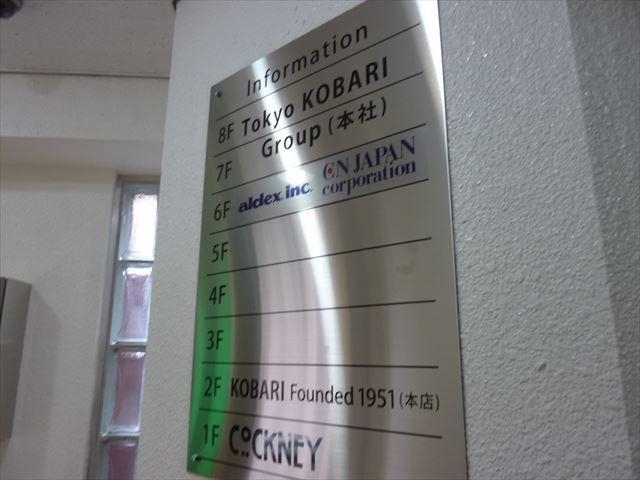 Information
8F Tokyo KOBARI
7F Group (本社)
6F aldex.inc. ON JAPAN corporation
5F
4F
3F
2F KOBARI Founded 1951 (本店)
1F COCKNEY